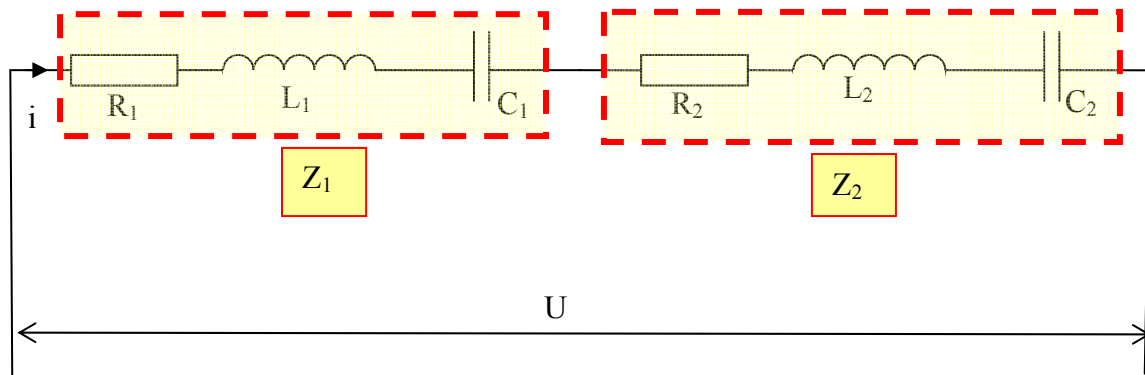 i
R₁
L₁
C₁
R₂
L₂
C₂
Z₁
Z₂
U